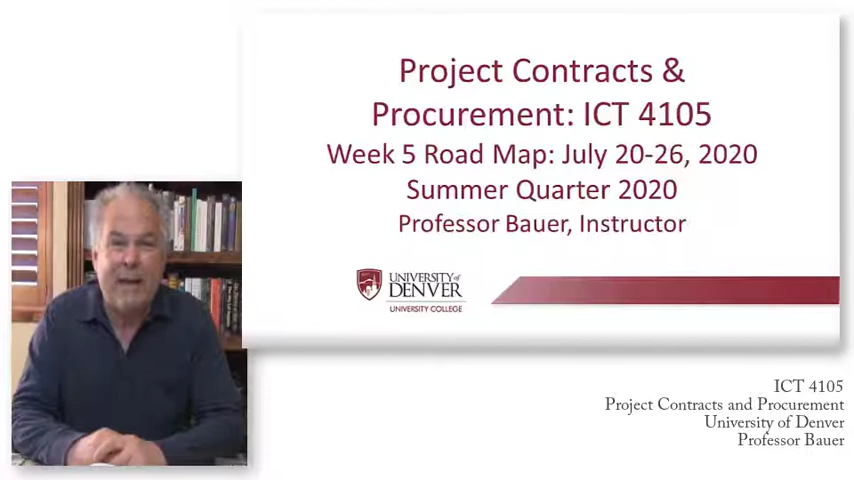 Project Contracts &
Procurement: ICT 4105
Week 5 Road Map: July 20-26, 2020
Summer Quarter 2020
Professor Bauer, Instructor
UNIVERSITY of
DENVER
UNIVERSITY COLLEGE
ICT 4105
Project Contracts and Procurement
University of Denver
Professor Bauer